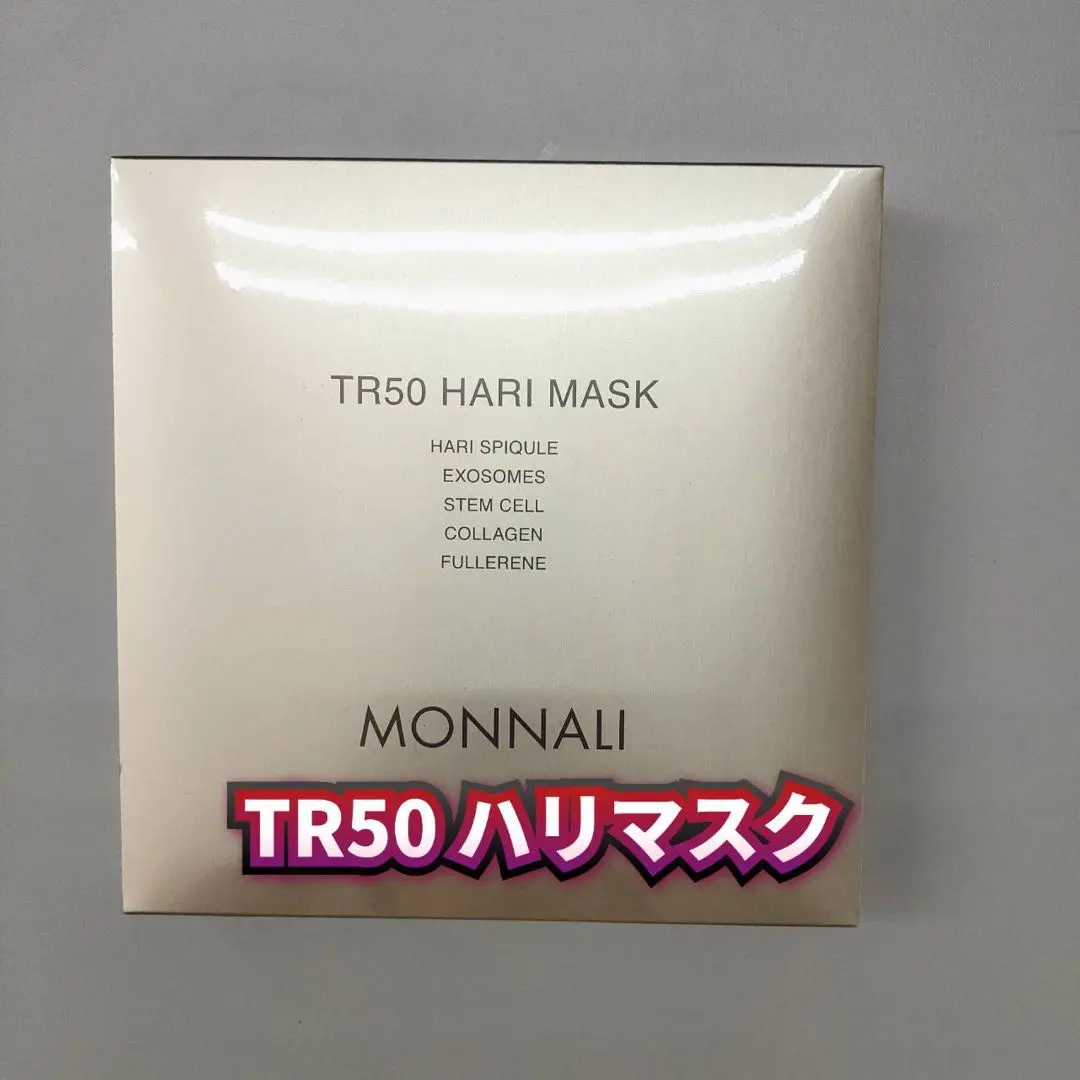 TR50 HARI MASK
HARI SPIQULE
EXOSOMES
STEM CELL
COLLAGEN
FULLERENE
MONNALI
TR50 ハリマスク